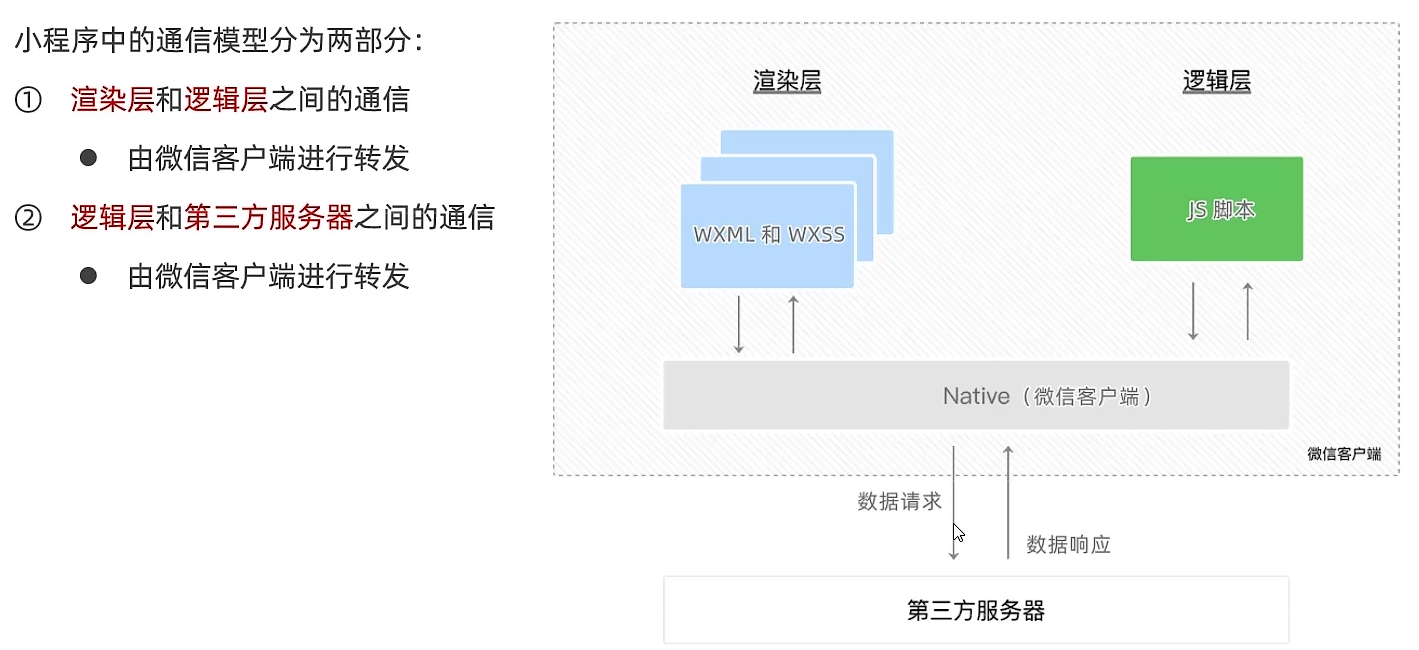 小程序中的通信模型分为两部分：
① 渲染层和逻辑层之间的通信
● 由微信客户端进行转发
② 逻辑层和第三方服务器之间的通信
● 由微信客户端进行转发
渲染层
逻辑层
WXML 和 WXSS
JS 脚本
Native（微信客户端）
微信客户端
数据请求
数据响应
第三方服务器